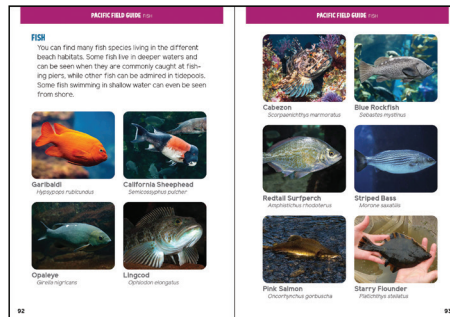 PACIFIC FIELD GUIDE FISH
FISH
You can find many fish species living in the different
beach habitats. Some fish live in deeper waters and
can be seen when they are commonly caught at fish-
ing piers, while other fish can be admired in tidepools.
Some fish swimming in shallow water can even be seen
from shore.
Garibaldi
Hypsypops rubicundus
California Sheephead
Semicossyphus pulcher
Opaleye
Girella nigricans
Lingcod
Ophiodon elongatus
92
PACIFIC FIELD GUIDE FISH
Cabezon
Scorpaenichthys marmoratus
Blue Rockfish
Sebastes mystinus
Redtail Surfperch
Amphistichus rhodoterus
Striped Bass
Morone saxatilis
Pink Salmon
Oncorhynchus gorbuscha
Starry Flounder
Platichthys stellatus
93